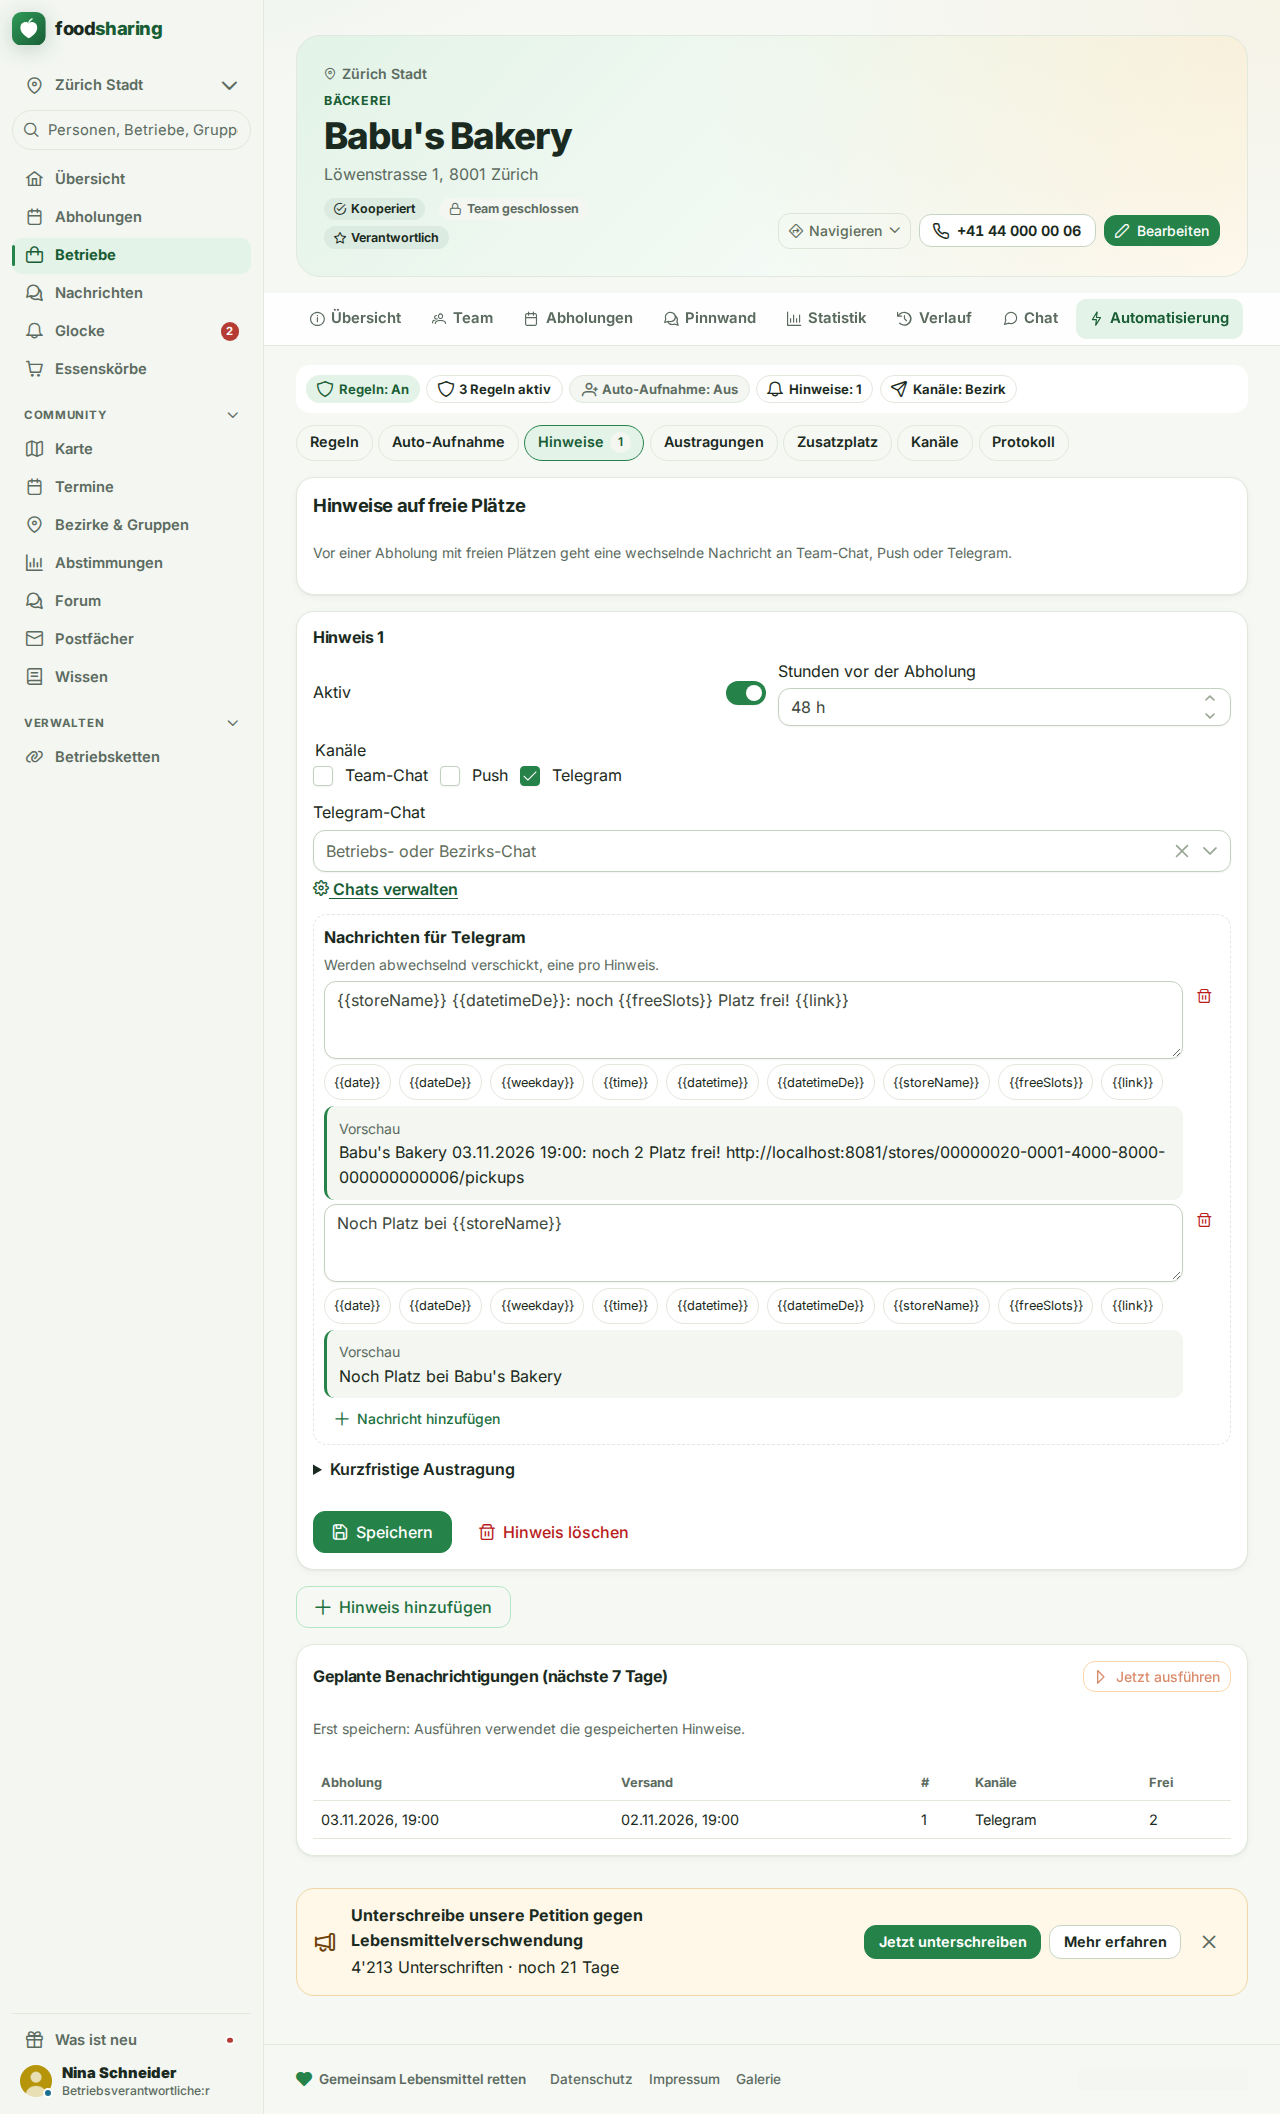 foodsharing
Zürich Stadt
Personen, Betriebe, Grupp
Übersicht
Abholungen
Betriebe
Nachrichten
Glocke 2
Essenskörbe
COMMUNITY
Karte
Termine
Bezirke & Gruppen
Abstimmungen
Forum
Postfächer
Wissen
VERWALTEN
Betriebsketten
Was ist neu
Nina Schneider
Betriebsverantwortliche:r
Zürich Stadt
BÄCKEREI
Babu's Bakery
Löwenstrasse 1, 8001 Zürich
Kooperiert Team geschlossen
Verantwortlich
Navigieren +41 44 000 00 06 Bearbeiten
Übersicht Team Abholungen Pinnwand Statistik Verlauf Chat Automatisierung
Regeln: An 3 Regeln aktiv Auto-Aufnahme: Aus Hinweise: 1 Kanäle: Bezirk
Regeln Auto-Aufnahme Hinweise 1 Austragungen Zusatzplatz Kanäle Protokoll
Hinweise auf freie Plätze
Vor einer Abholung mit freien Plätzen geht eine wechselnde Nachricht an Team-Chat, Push oder Telegram.
Hinweis 1
Stunden vor der Abholung
Aktiv
48 h
Kanäle
Team-Chat Push Telegram
Telegram-Chat
Betriebs- oder Bezirks-Chat
Chats verwalten
Nachrichten für Telegram
Werden abwechselnd verschickt, eine pro Hinweis.
{{storeName}} {{datetimeDe}}: noch {{freeSlots}} Platz frei! {{link}}
{{date}} {{dateDe}} {{weekday}} {{time}} {{datetime}} {{datetimeDe}} {{storeName}} {{freeSlots}} {{link}}
Vorschau
Babu's Bakery 03.11.2026 19:00: noch 2 Platz frei! http://localhost:8081/stores/00000020-0001-4000-8000-
000000000006/pickups
Noch Platz bei {{storeName}}
{{date}} {{dateDe}} {{weekday}} {{time}} {{datetime}} {{datetimeDe}} {{storeName}} {{freeSlots}} {{link}}
Vorschau
Noch Platz bei Babu's Bakery
Nachricht hinzufügen
Kurzfristige Austragung
Speichern Hinweis löschen
Hinweis hinzufügen
Geplante Benachrichtigungen (nächste 7 Tage) Jetzt ausführen
Erst speichern: Ausführen verwendet die gespeicherten Hinweise.
Abholung Versand # Kanäle Frei
03.11.2026, 19:00 02.11.2026, 19:00 1 Telegram 2
Unterschreibe unsere Petition gegen
Lebensmittelverschwendung
4'213 Unterschriften · noch 21 Tage
Jetzt unterschreiben Mehr erfahren
Gemeinsam Lebensmittel retten Datenschutz Impressum Galerie